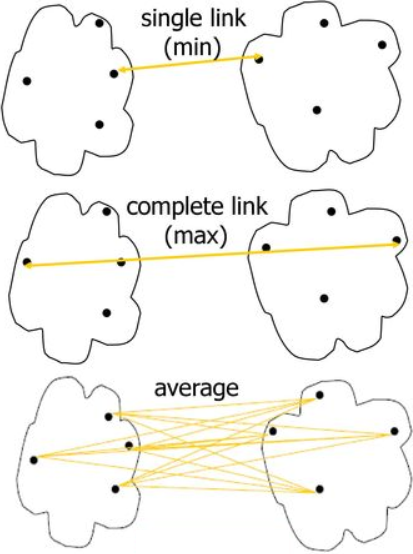 single link
(min)
complete link
(max)
average